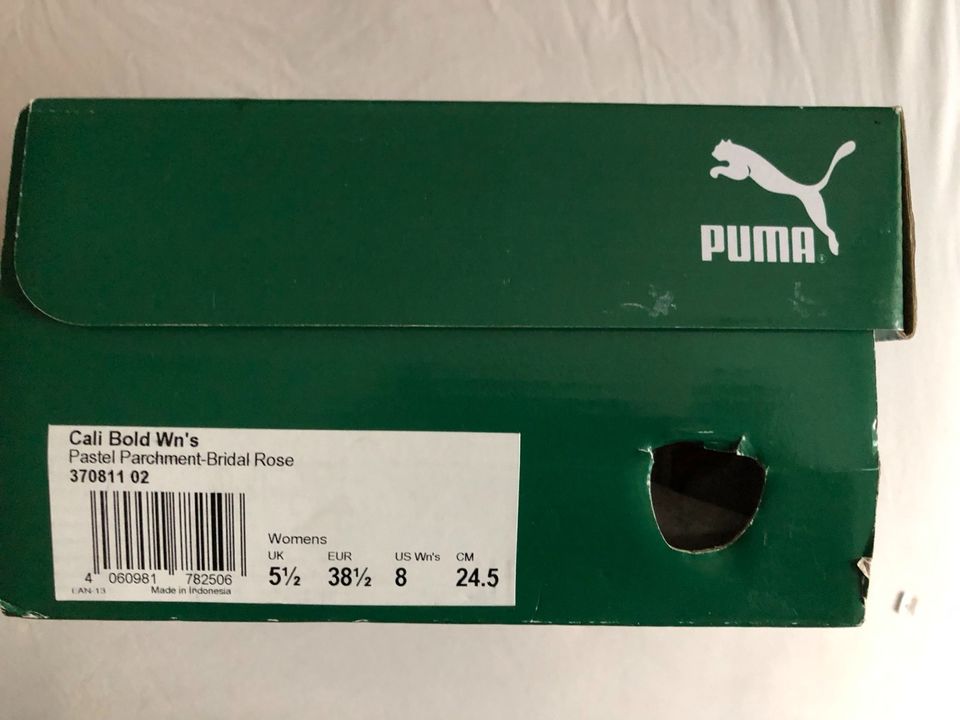 PUMA
Cali Bold Wn's
Pastel Parchment-Bridal Rose
370811 02
4 060981 782506
EAN-13 Made in Indonesia
Womens
UK EUR US Wn's CM
5½ 38½ 8 24.5